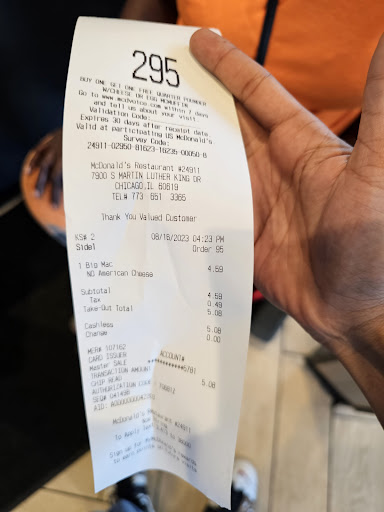 295
BUY ONE GET ONE FREE QUARTER POUNDER
W/CHEESE OR EGG MCMUFFIN
Go to www.mcdvoice.com within 7 days
and tell us about your visit.
Validation Code:
Expires 30 days after receipt date.
Valid at participating US McDonald's
Survey Code:
24911-02950-81623-16235-00050-8
McDonald's Restaurant #24911
7900 S MARTIN LUTHER KING DR
CHICAGO,IL 60619
TEL# 773 651 3365
Thank You Valued Customer
KS# 2 08/16/2023 04:23 PM
Side1 Order 95
1 Big Mac 4.59
NO American Cheese
Subtotal 4.59
Tax 0.49
Take-Out Total 5.08
Cashless 5.08
Change 0.00
MER# 107162
CARD ISSUER ACCOUNT#
Master SALE ************5781
TRANSACTION AMOUNT 5.08
CHIP READ
AUTHORIZATION CODE
SEQ# 041486
AID:
McDonald's Restaurant #24911